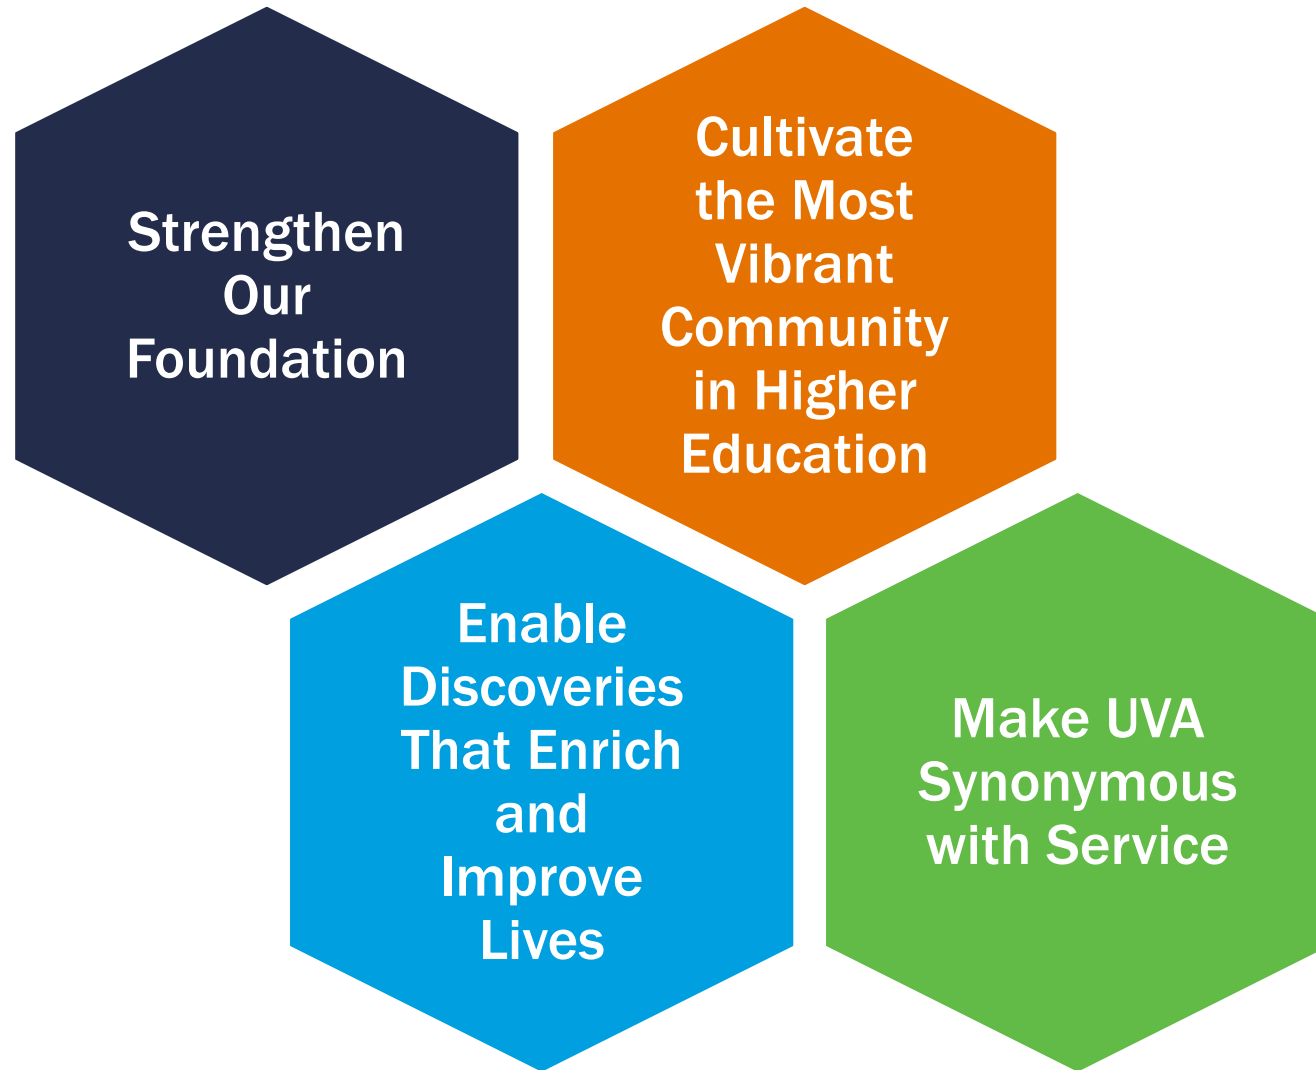 Strengthen
Our
Foundation
Cultivate
the Most
Vibrant
Community
in Higher
Education
Enable
Discoveries
That Enrich
and
Improve
Lives
Make UVA
Synonymous
with Service